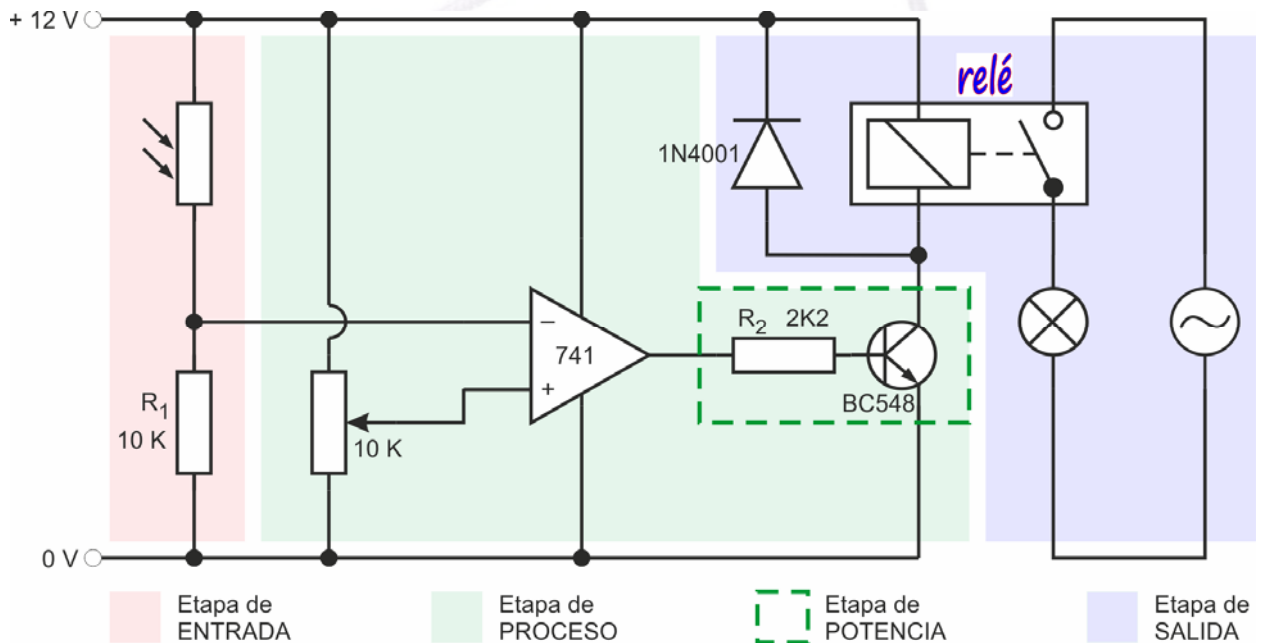 + 12 V
relé
1N4001
−
741
+
R2 2K2
BC548
R1
10 K
10 K
0 V
Etapa de
ENTRADA
Etapa de
PROCESO
Etapa de
POTENCIA
Etapa de
SALIDA